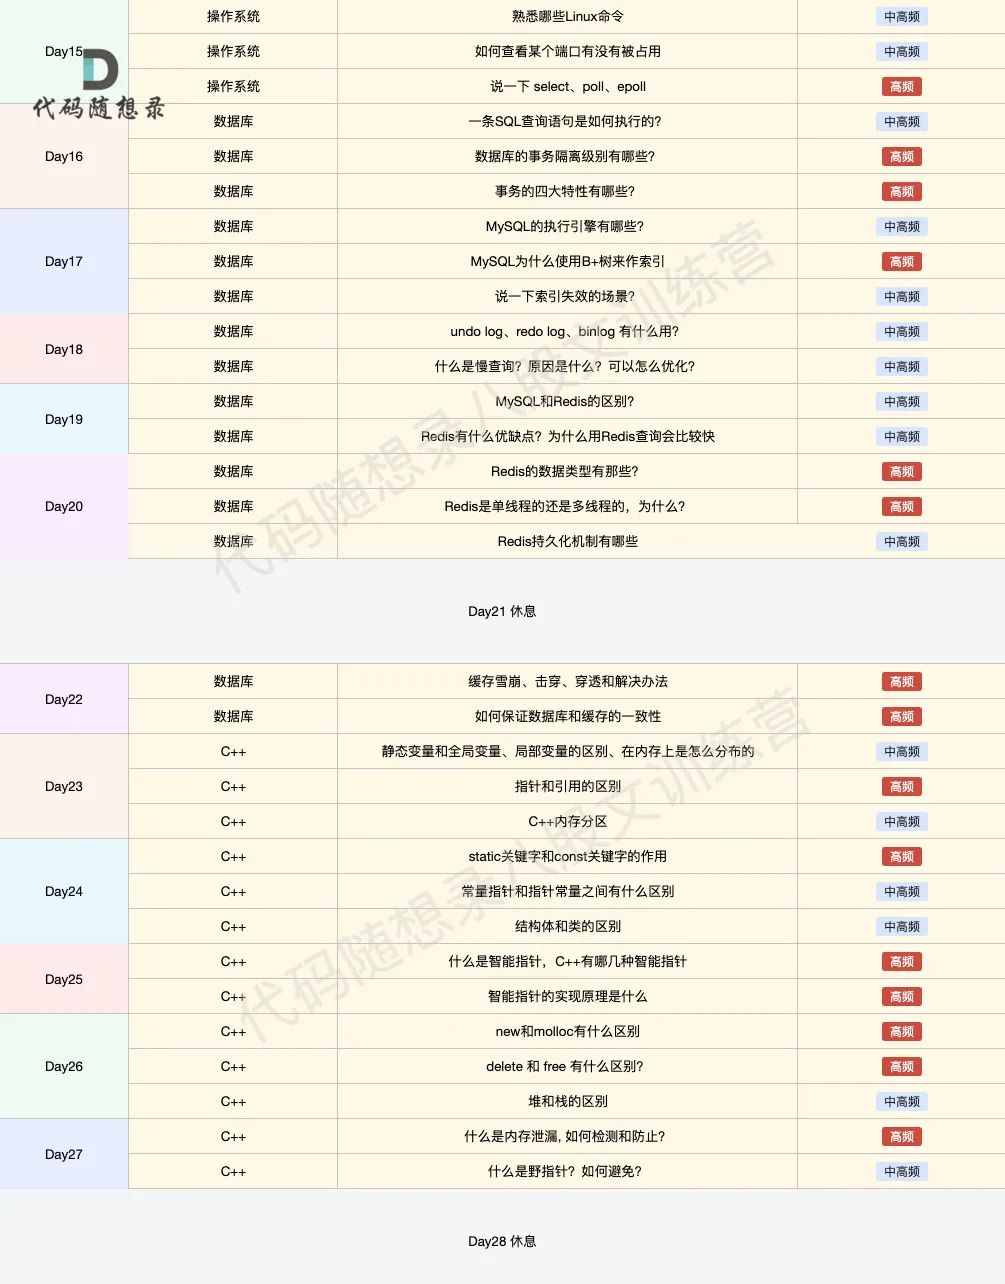 操作系统 熟悉哪些Linux命令 中高频
Day15 操作系统 如何查看某个端口有没有被占用 中高频
操作系统 说一下 select、poll、epoll 高频
代码随想录
数据库 一条SQL查询语句是如何执行的? 中高频
Day16 数据库 数据库的事务隔离级别有哪些? 高频
数据库 事务的四大特性有哪些? 高频
数据库 MySQL的执行引擎有哪些? 中高频
Day17 数据库 MySQL为什么使用B+树来作索引 高频
数据库 说一下索引失效的场景? 中高频
Day18 数据库 undo log、redo log、binlog 有什么用? 中高频
数据库 什么是慢查询？原因是什么？可以怎么优化? 中高频
Day19 数据库 MySQL和Redis的区别? 中高频
数据库 Redis有什么优缺点？为什么用Redis查询会比较快 中高频
数据库 Redis的数据类型有那些? 高频
Day20 数据库 Redis是单线程的还是多线程的，为什么? 高频
数据库 Redis持久化机制有哪些 中高频
代码随想录八股文训练营
Day21 休息
Day22 数据库 缓存雪崩、击穿、穿透和解决办法 高频
数据库 如何保证数据库和缓存的一致性 高频
C++ 静态变量和全局变量、局部变量的区别、在内存上是怎么分布的 中高频
Day23 C++ 指针和引用的区别 高频
C++ C++内存分区 中高频
C++ static关键字和const关键字的作用 高频
Day24 C++ 常量指针和指针常量之间有什么区别 中高频
C++ 结构体和类的区别 中高频
Day25 C++ 什么是智能指针，C++有哪几种智能指针 高频
C++ 智能指针的实现原理是什么 高频
C++ new和molloc有什么区别 高频
Day26 C++ delete 和 free 有什么区别? 高频
C++ 堆和栈的区别 中高频
Day27 C++ 什么是内存泄漏, 如何检测和防止? 高频
C++ 什么是野指针？如何避免? 中高频
代码随想录八股文训练营
Day28 休息